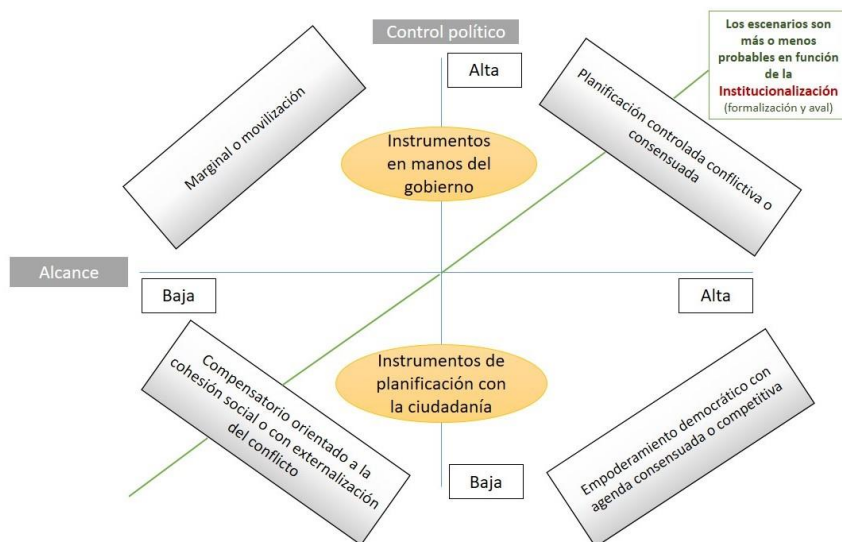 Control político
Los escenarios son
más o menos
probables en función
de la
Institucionalización
(formalización y aval)
Alta
Marginal o movilización
Planificación controlada conflictiva o
consensuada
Instrumentos
en manos del
gobierno
Alcance
Baja
Alta
Compensatorio orientado a la
cohesión social o con externalización
del conflicto
Instrumentos de
planificación con
la ciudadanía
Empoderamiento democrático con
agenda consensuada o competitiva
Baja